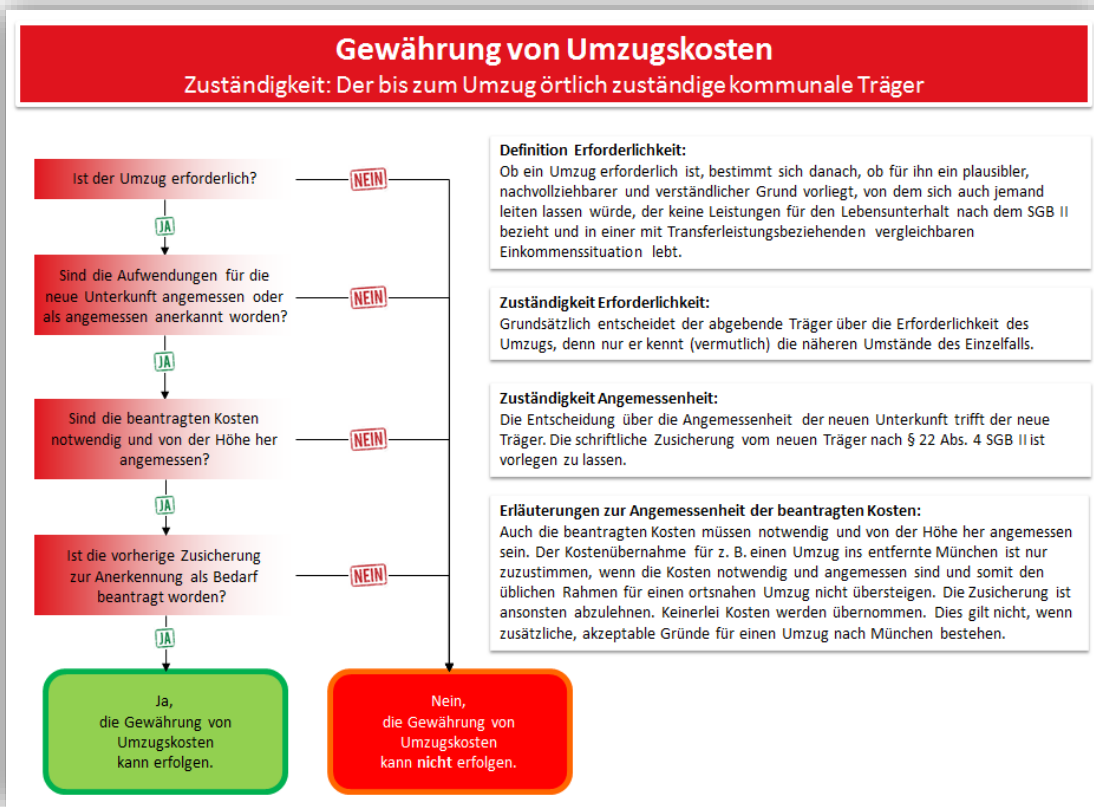 Gewährung von Umzugskosten
Zuständigkeit: Der bis zum Umzug örtlich zuständige kommunale Träger
Ist der Umzug erforderlich?
NEIN
JA
Sind die Aufwendungen für die
neue Unterkunft angemessen oder
als angemessen anerkannt worden?
NEIN
JA
Sind die beantragten Kosten
notwendig und von der Höhe her
angemessen?
NEIN
JA
Ist die vorherige Zusicherung
zur Anerkennung als Bedarf
beantragt worden?
NEIN
JA
Ja,
die Gewährung von
Umzugskosten
kann erfolgen.
Nein,
die Gewährung von
Umzugskosten
kann nicht erfolgen.
Definition Erforderlichkeit:
Ob ein Umzug erforderlich ist, bestimmt sich danach, ob für ihn ein plausibler,
nachvollziehbarer und verständlicher Grund vorliegt, von dem sich auch jemand
leiten lassen würde, der keine Leistungen für den Lebensunterhalt nach dem SGB II
bezieht und in einer mit Transferleistungsbeziehenden vergleichbaren
Einkommenssituation lebt.
Zuständigkeit Erforderlichkeit:
Grundsätzlich entscheidet der abgebende Träger über die Erforderlichkeit des
Umzugs, denn nur er kennt (vermutlich) die näheren Umstände des Einzelfalls.
Zuständigkeit Angemessenheit:
Die Entscheidung über die Angemessenheit der neuen Unterkunft trifft der neue
Träger. Die schriftliche Zusicherung vom neuen Träger nach § 22 Abs. 4 SGB II ist
vorlegen zu lassen.
Erläuterungen zur Angemessenheit der beantragten Kosten:
Auch die beantragten Kosten müssen notwendig und von der Höhe her angemessen
sein. Der Kostenübernahme für z. B. einen Umzug ins entfernte München ist nur
zuzustimmen, wenn die Kosten notwendig und angemessen sind und somit den
üblichen Rahmen für einen ortsnahen Umzug nicht übersteigen. Die Zusicherung ist
ansonsten abzulehnen. Keinerlei Kosten werden übernommen. Dies gilt nicht, wenn
zusätzliche, akzeptable Gründe für einen Umzug nach München bestehen.